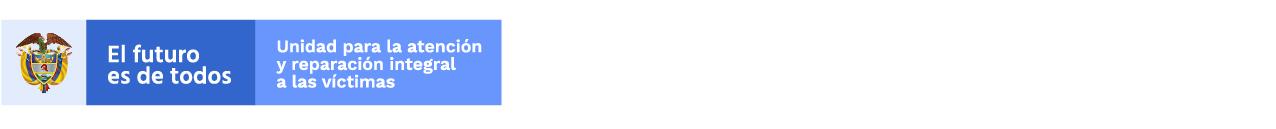 El futuro
es de todos
Unidad para la atención
y reparación integral
a las víctimas